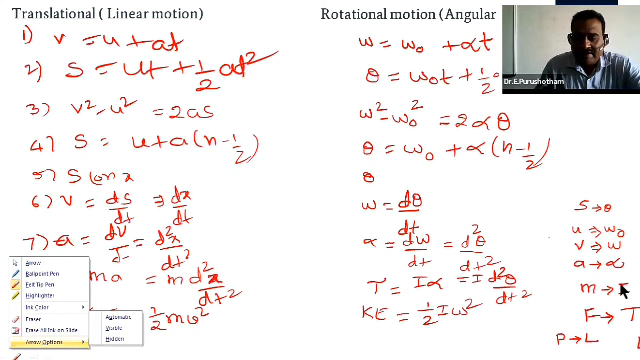 Translational ( Linear motion)
1) v = u + at
2) S = ut + 1/2 at²
3) v² - u² = 2as
4) S = u + a (n - 1/2)
5) S (or) x
6) v = ds/dt ⇒ dx/dt
7) a = dv/dt = d²x/dt²
ma = m d²x/dt²
= 1/2 mv²
Rotational motion (Angular
ω = ω₀ + αt
θ = ω₀t + 1/2
ω² - ω₀² = 2αθ
θ = ω₀ + α (n - 1/2)
θ
ω = dθ/dt
α = dω/dt = d²θ/dt²
T = Iα = I d²θ/dt²
KE = 1/2 Iω²
S → θ
u → ω₀
v → ω
a → α
m → I
F → T
P → L
Dr.E.Purushotham
Arrow
Ballpoint Pen
Felt Tip Pen
Highlighter
Ink Color
Eraser
Erase All Ink on Slide
Arrow Options
Automatic
Visible
Hidden